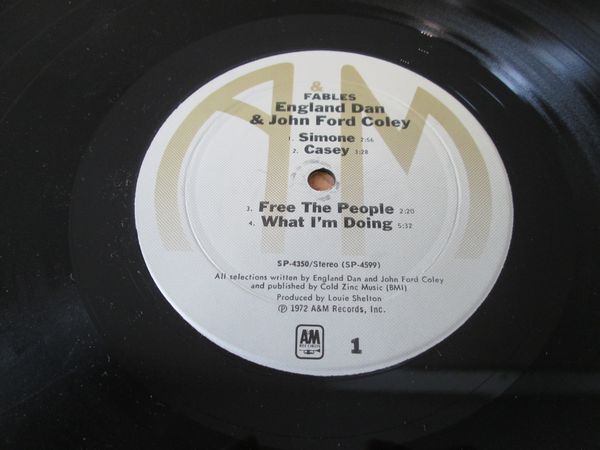 A&M
FABLES
England Dan
& John Ford Coley
1. Simone 2:56
2. Casey 3:28
3. Free The People 2:20
4. What I'm Doing 5:32
SP-4350/Stereo (SP-4599)
All selections written by England Dan and John Ford Coley
and published by Cold Zinc Music (BMI)
Produced by Louie Shelton
℗ 1972 A&M Records, Inc.
A&M
RECORDS
1